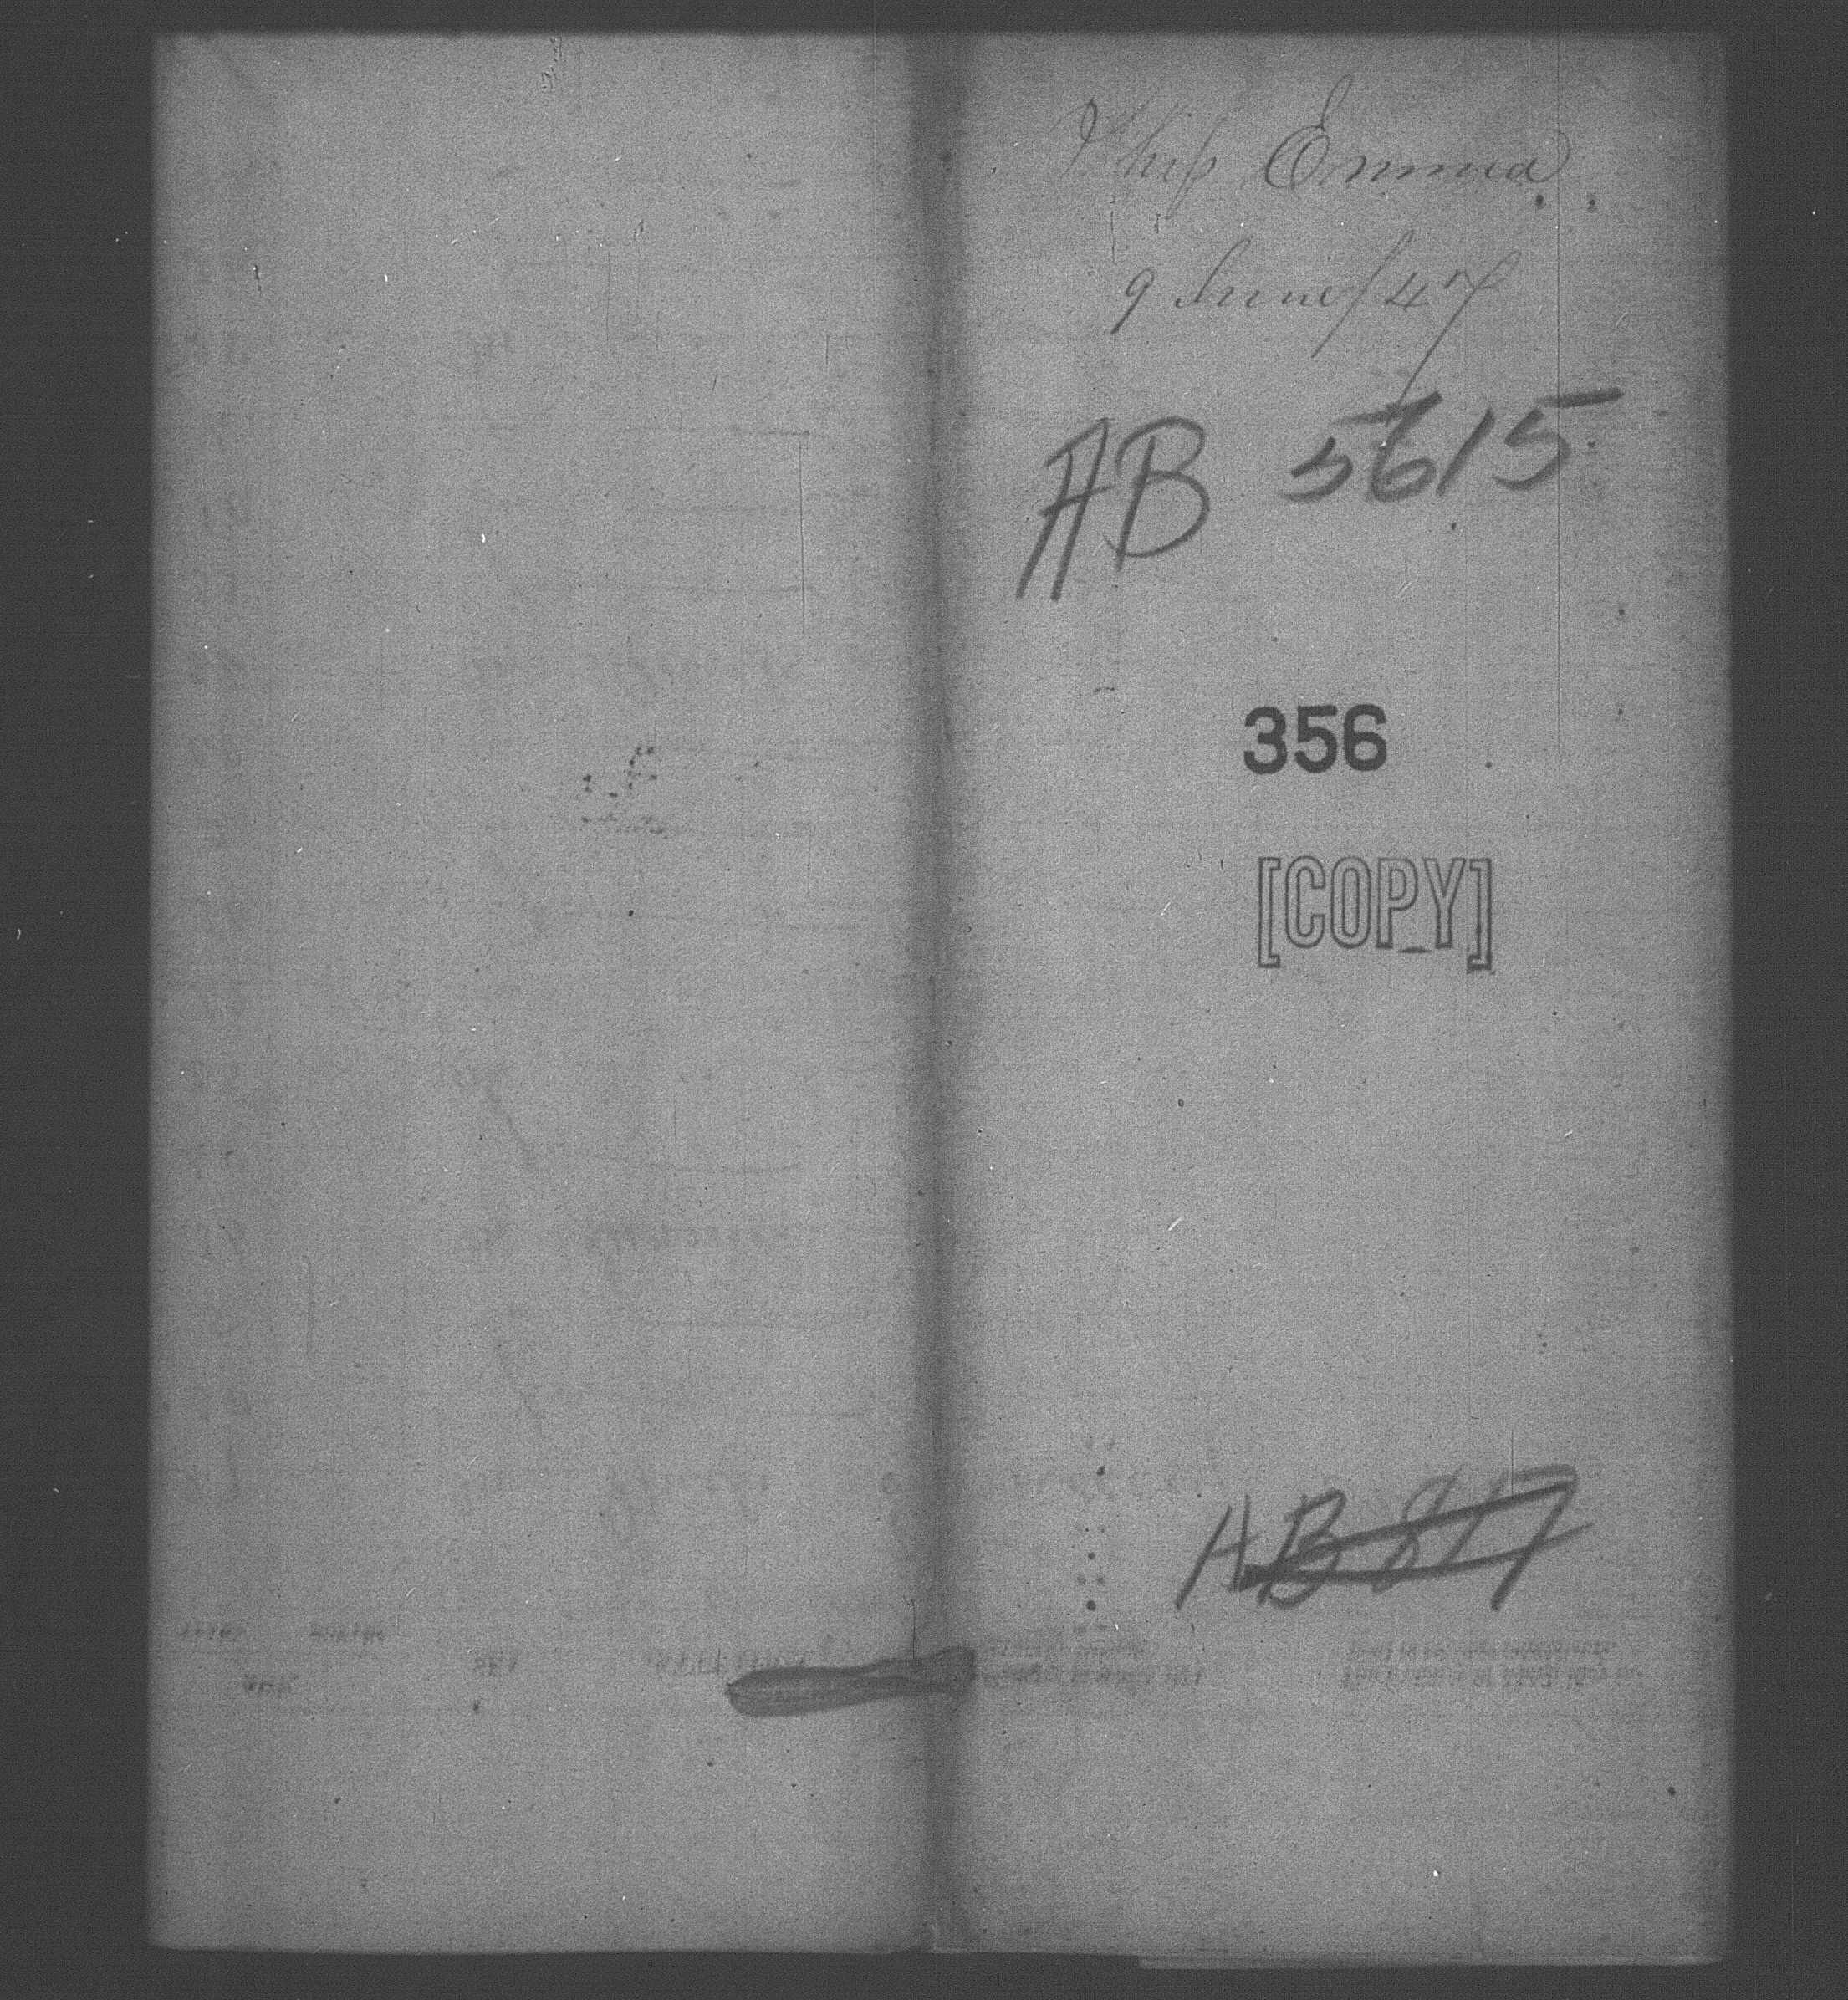 Ship Emma
9 June/47
AB 5615
356
[COPY]
AB 817